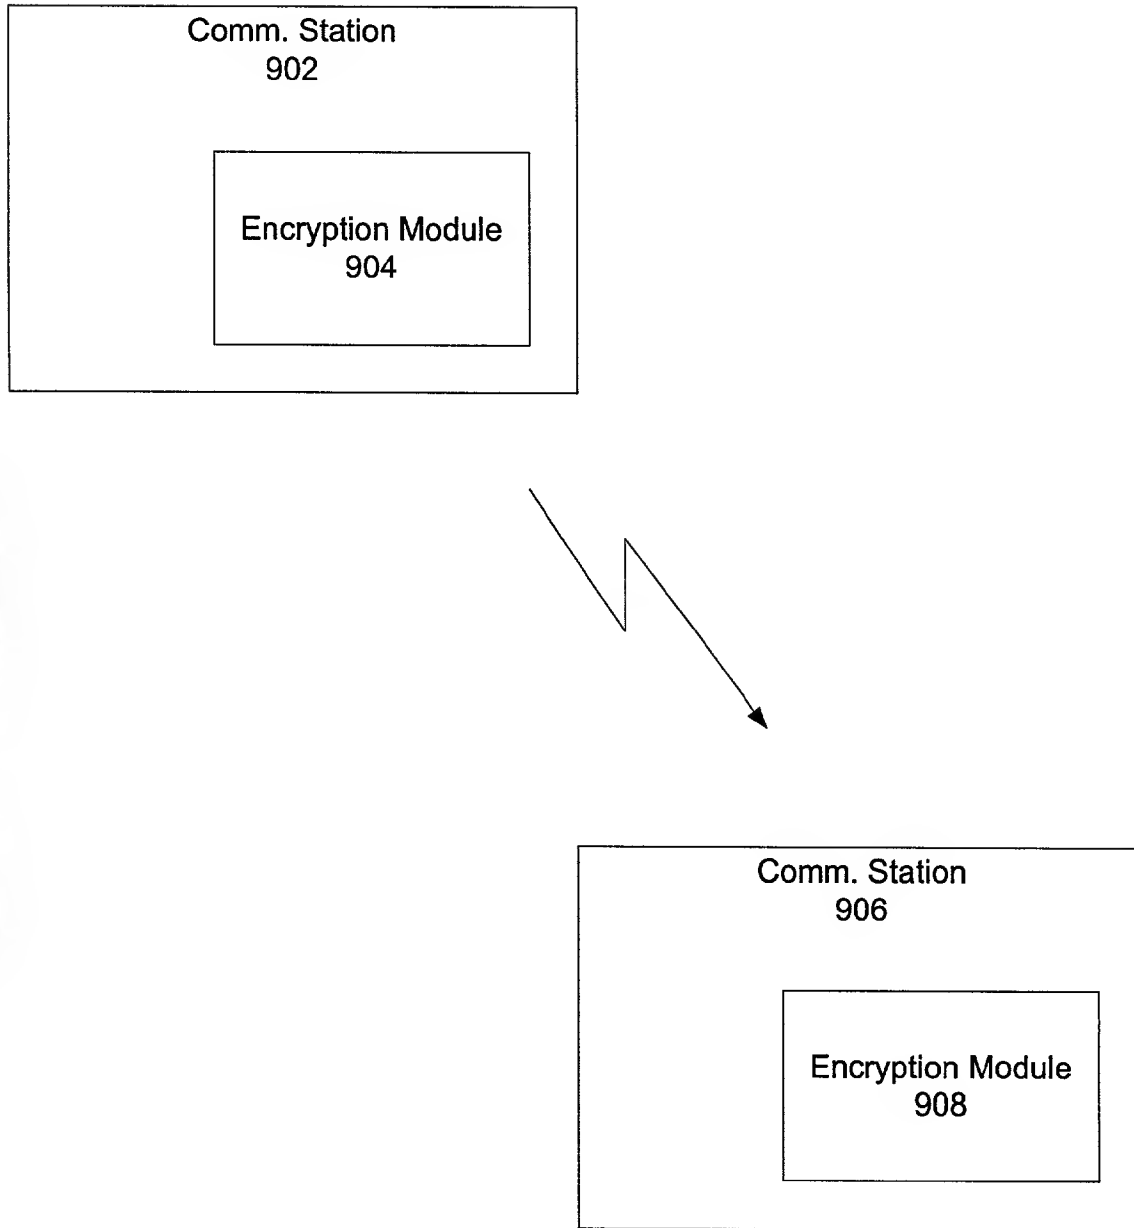 Comm. Station
902
Encryption Module
904
Comm. Station
906
Encryption Module
908